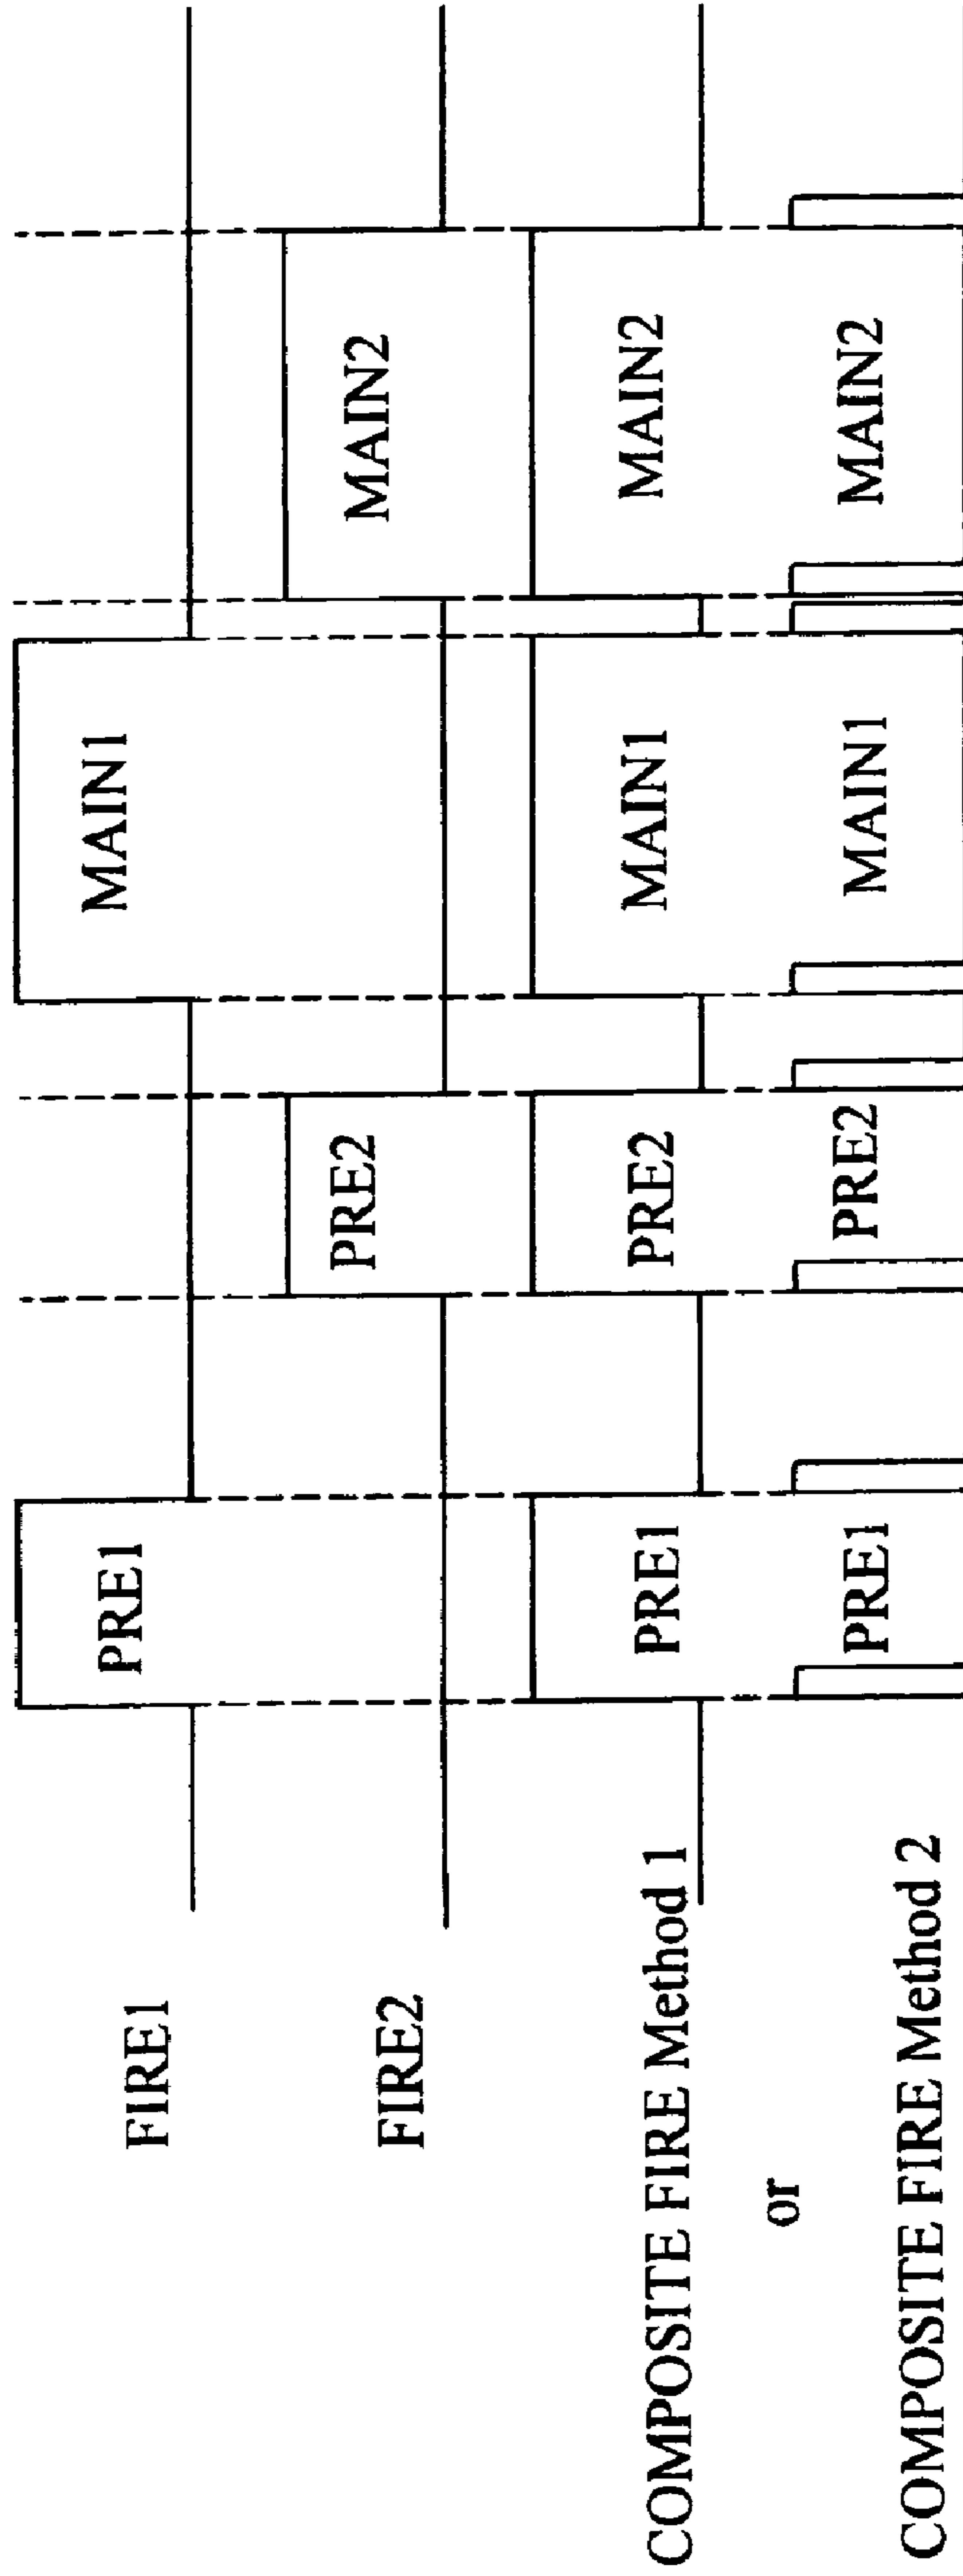 FIRE1
PRE1
MAIN1
FIRE2
PRE2
MAIN2
COMPOSITE FIRE Method 1
PRE1
PRE2
MAIN1
MAIN2
or
COMPOSITE FIRE Method 2
PRE1
PRE2
MAIN1
MAIN2